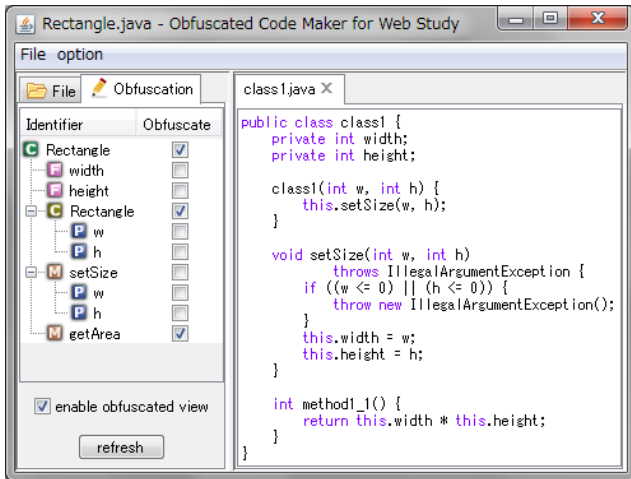 Rectangle.java - Obfuscated Code Maker for Web Study
File option
File
Obfuscation
Identifier Obfuscate
C Rectangle
F width
F height
C Rectangle
P w
P h
M setSize
P w
P h
M getArea
enable obfuscated view
refresh
class1.java X
public class class1 {
    private int width;
    private int height;
    class1(int w, int h) {
        this.setSize(w, h);
    }
    void setSize(int w, int h)
            throws IllegalArgumentException {
        if ((w <= 0) || (h <= 0)) {
            throw new IllegalArgumentException();
        }
        this.width = w;
        this.height = h;
    }
    int method1_1() {
        return this.width * this.height;
    }
}